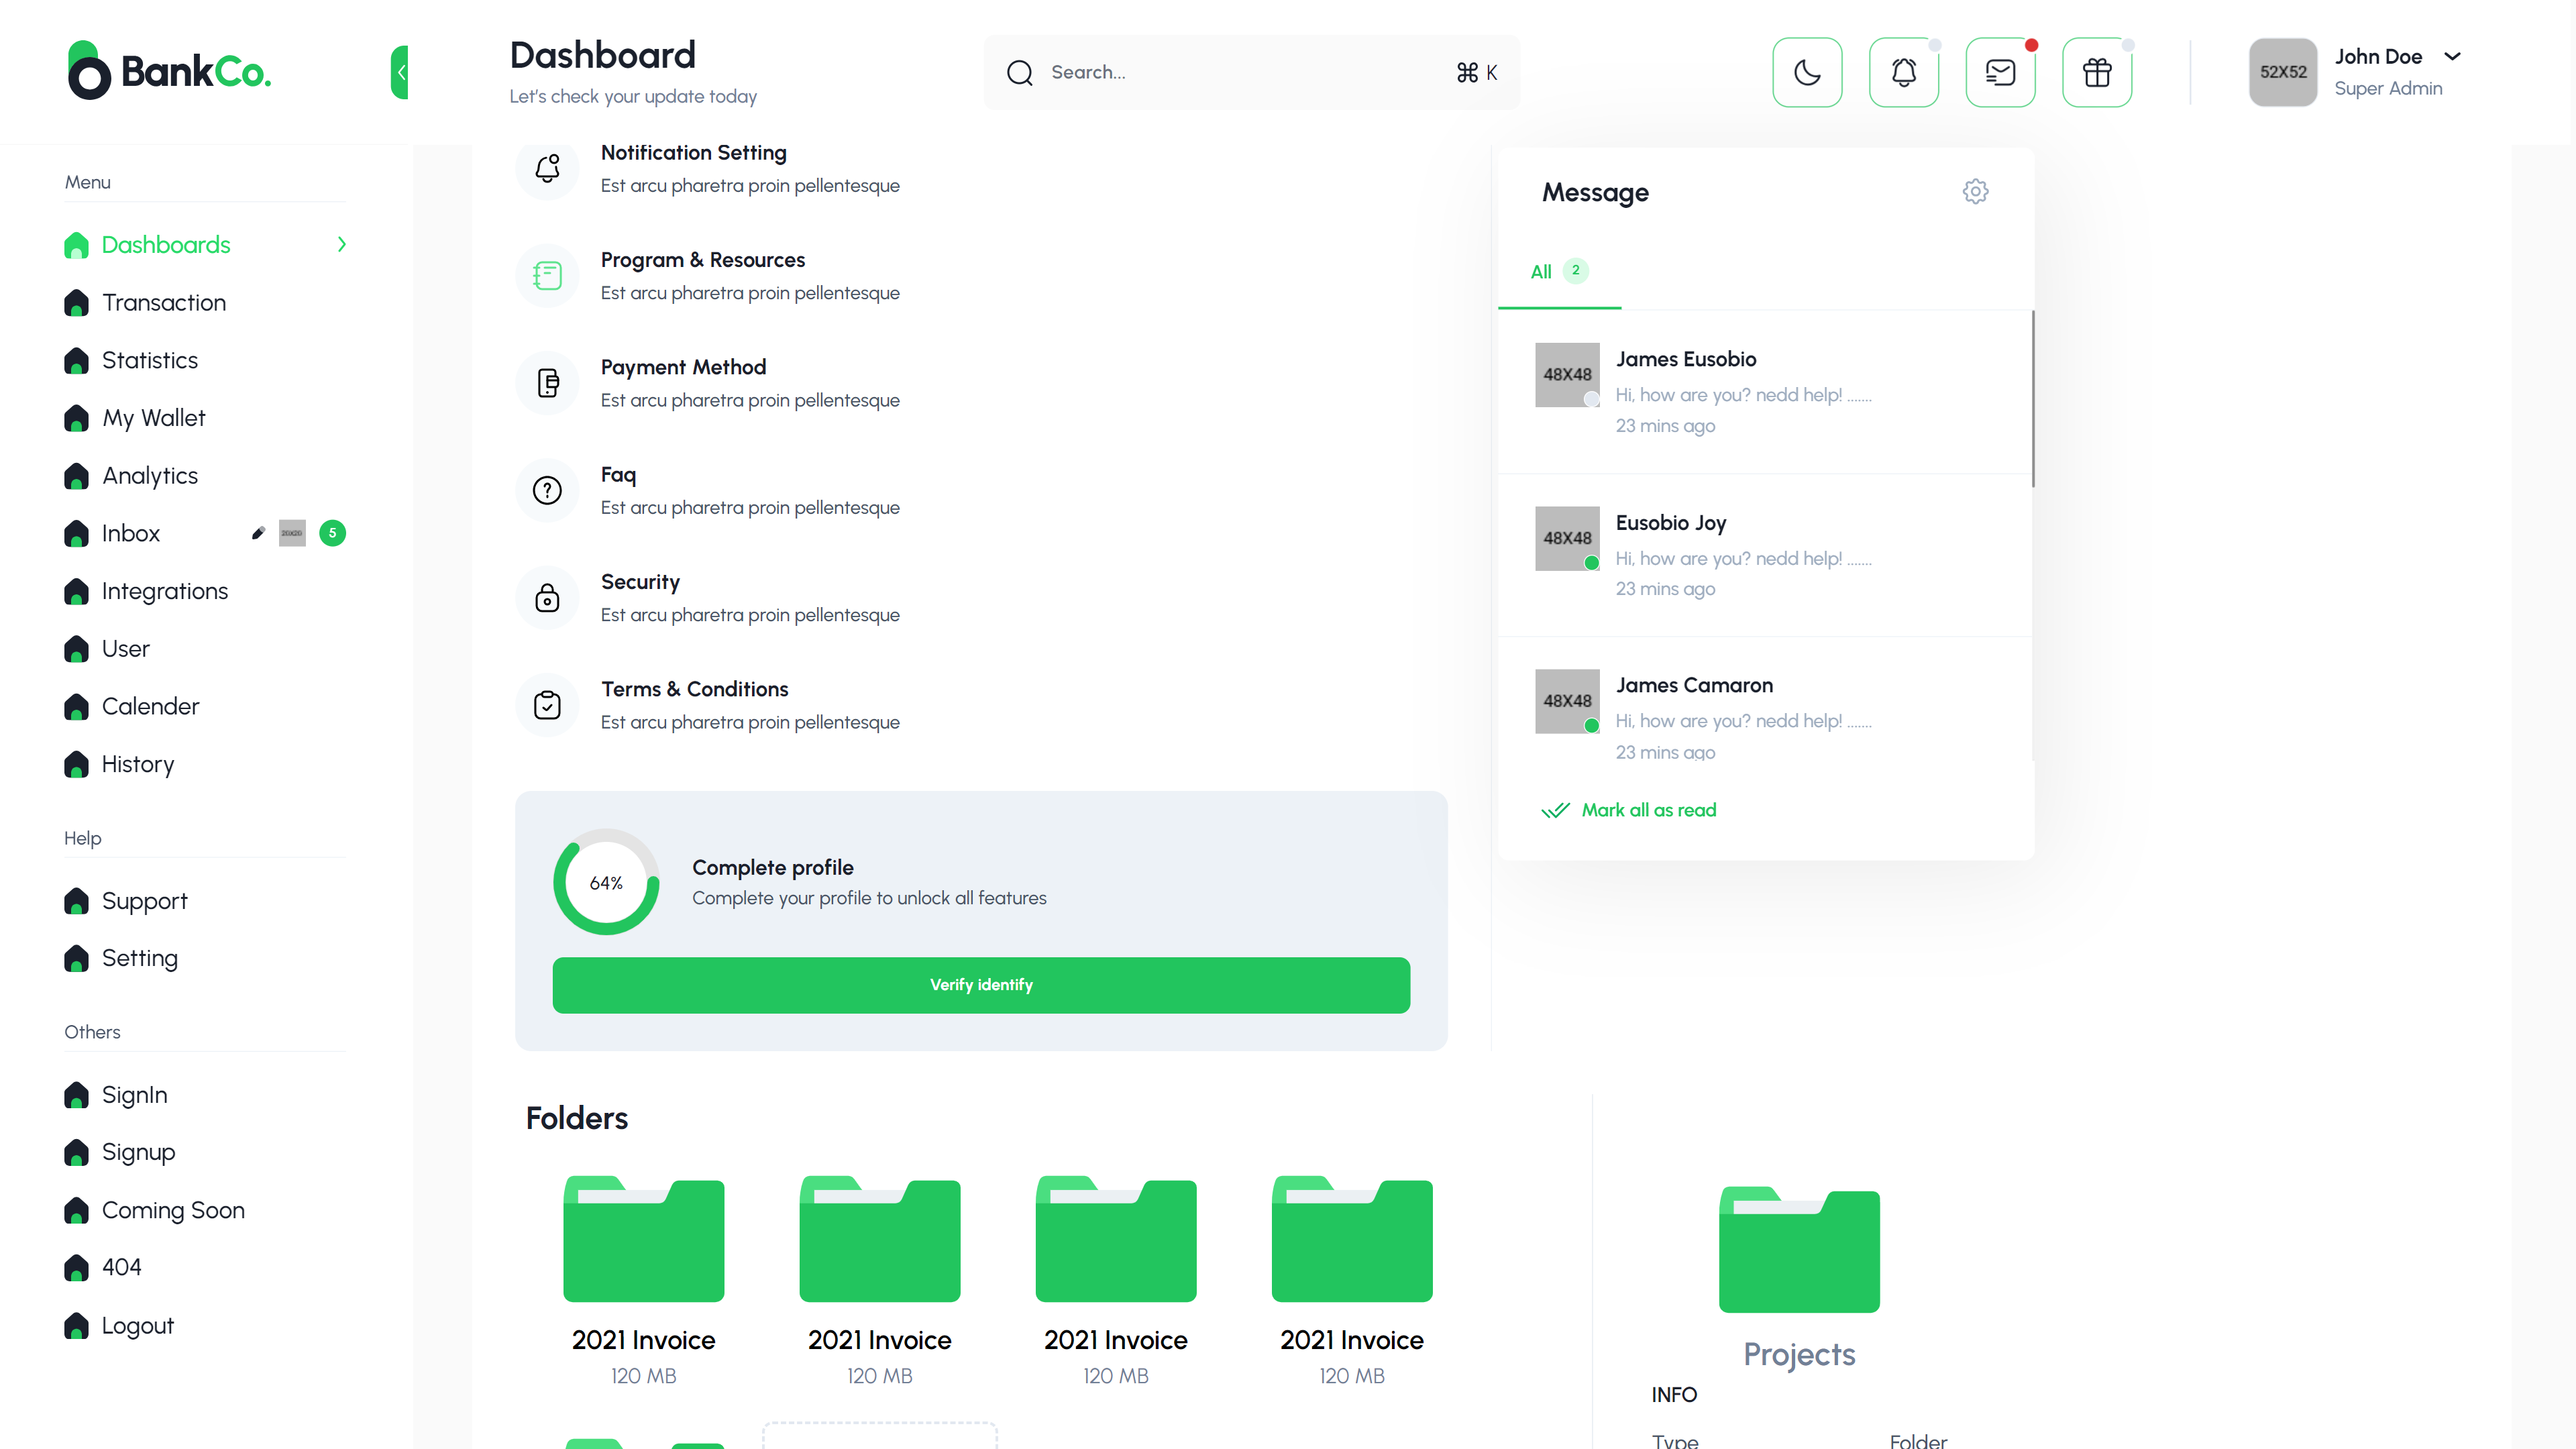 BankCo.
Dashboard
Let's check your update today
Search...
⌘ K
52X52
John Doe
Super Admin
Menu
Dashboards
Transaction
Statistics
My Wallet
Analytics
Inbox
5
Integrations
User
Calender
History
Help
Support
Setting
Others
SignIn
Signup
Coming Soon
404
Logout
Notification Setting
Est arcu pharetra proin pellentesque
Program & Resources
Est arcu pharetra proin pellentesque
Payment Method
Est arcu pharetra proin pellentesque
Faq
Est arcu pharetra proin pellentesque
Security
Est arcu pharetra proin pellentesque
Terms & Conditions
Est arcu pharetra proin pellentesque
64%
Complete profile
Complete your profile to unlock all features
Verify identify
Message
All 2
48X48
James Eusobio
Hi, how are you? nedd help! .......
23 mins ago
48X48
Eusobio Joy
Hi, how are you? nedd help! .......
23 mins ago
48X48
James Camaron
Hi, how are you? nedd help! .......
23 mins ago
Mark all as read
Folders
2021 Invoice
120 MB
2021 Invoice
120 MB
2021 Invoice
120 MB
2021 Invoice
120 MB
Projects
INFO
Type
Folder